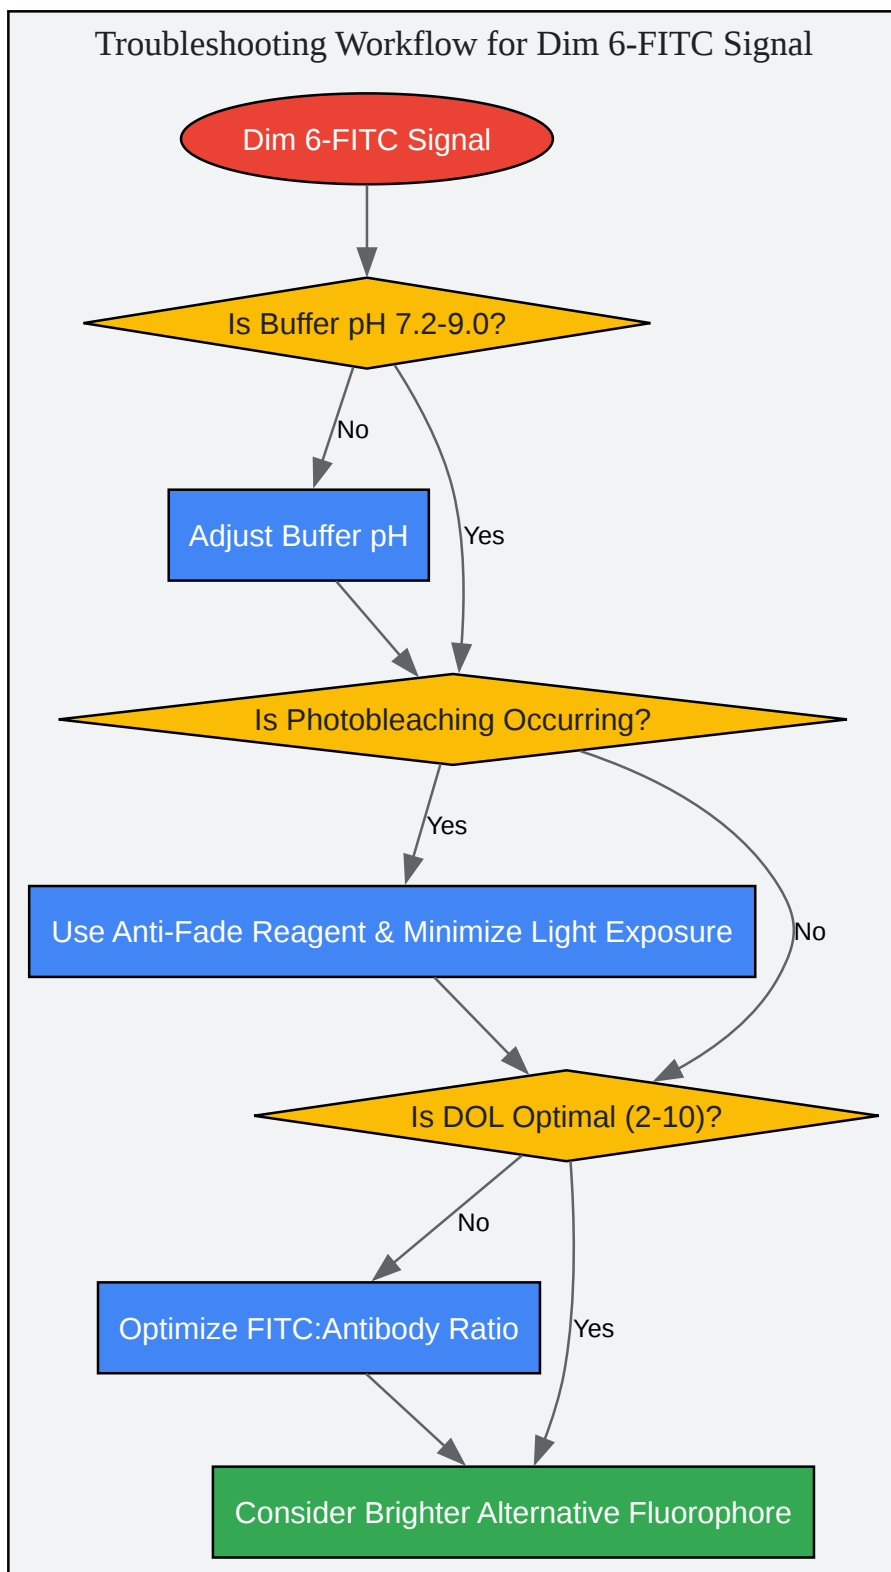 Troubleshooting Workflow for Dim 6-FITC Signal
Dim 6-FITC Signal
Is Buffer pH 7.2-9.0?
No
Adjust Buffer pH
Yes
Is Photobleaching Occurring?
Yes
Use Anti-Fade Reagent & Minimize Light Exposure
No
Is DOL Optimal (2-10)?
No
Optimize FITC:Antibody Ratio
Yes
Consider Brighter Alternative Fluorophore